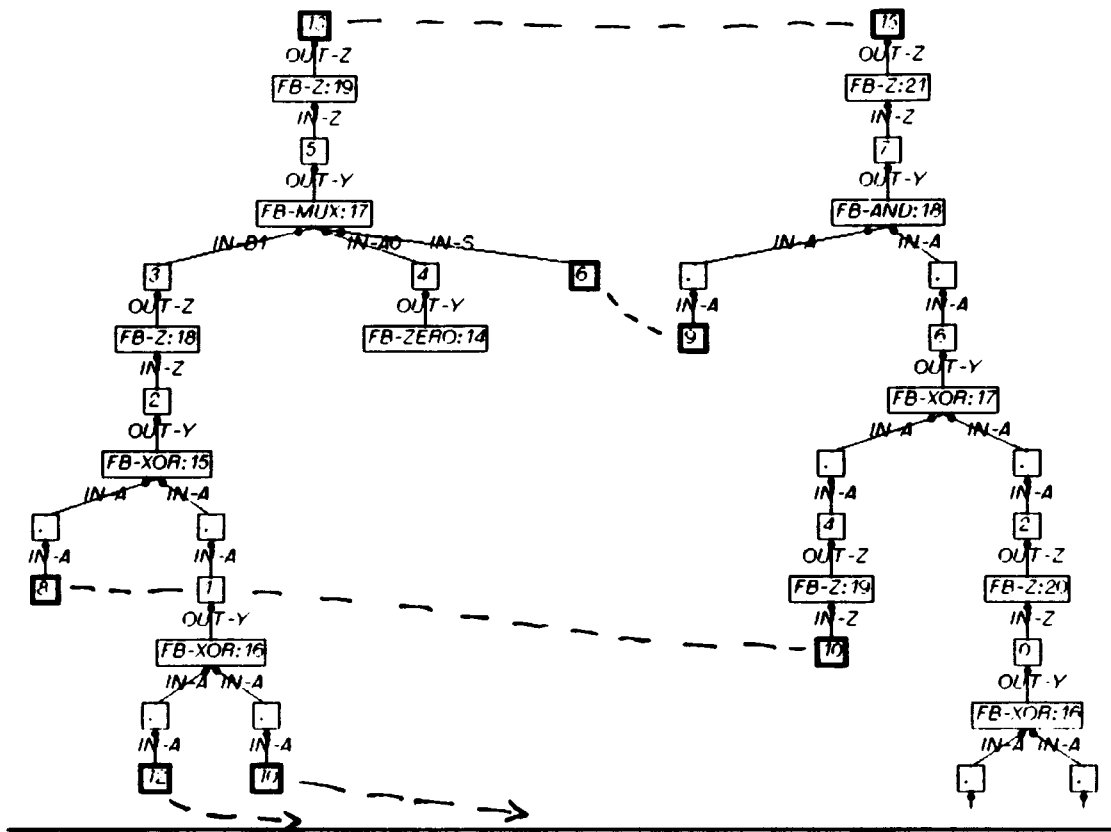 13 15
OUT-Z OUT-Z
FB-Z:19 FB-Z:21
IN-Z IN-Z
5 7
OUT-Y OUT-Y
FB-MUX:17 FB-AND:18
IN-B1 IN-A0 IN-S IN-A IN-A
3 4 6 . .
OUT-Z OUT-Y IN-A IN-A
FB-Z:18 FB-ZERO:14 9 6
IN-Z OUT-Y
2 FB-XOR:17
OUT-Y IN-A IN-A
FB-XOR:15 . .
IN-A IN-A IN-A IN-A
. . 4 2
IN-A IN-A OUT-Z OUT-Z
8 1 FB-Z:19 FB-Z:20
OUT-Y IN-Z IN-Z
FB-XOR:16 10 0
IN-A IN-A OUT-Y
. . FB-XOR:16
IN-A IN-A IN-A IN-A
12 10 . .